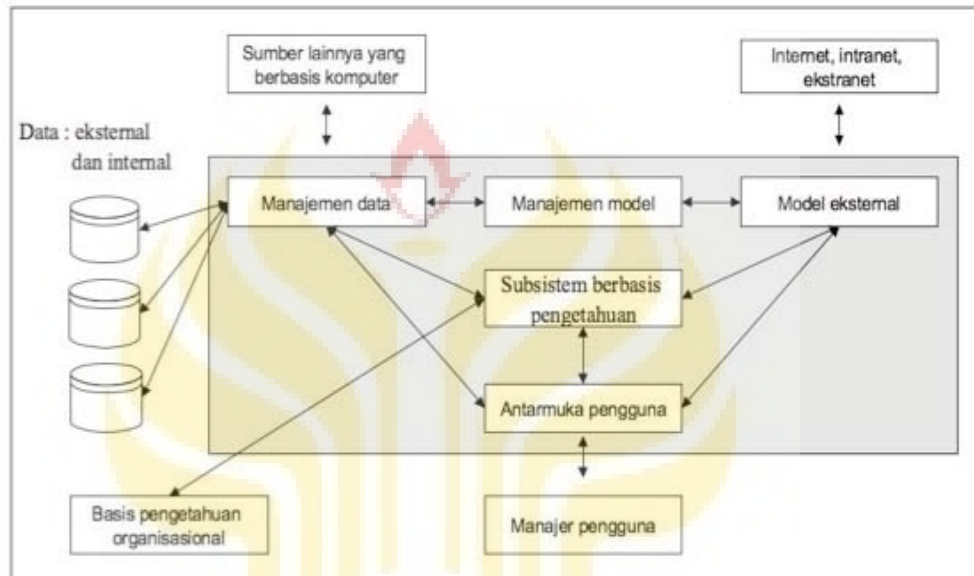 Sumber lainnya yang
berbasis komputer
Internet, intranet,
ekstranet
Data : eksternal
dan internal
Manajemen data
Manajemen model
Model eksternal
Subsistem berbasis
pengetahuan
Antarmuka pengguna
Basis pengetahuan
organisasional
Manajer pengguna